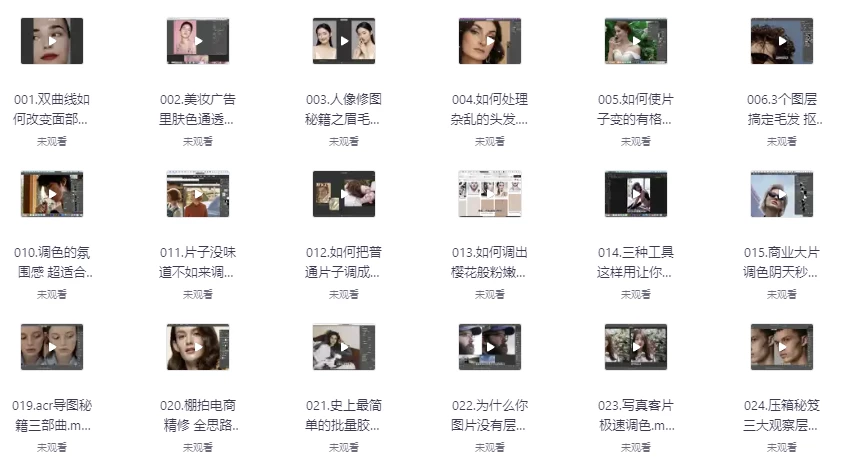 001.双曲线如
何改变面部...
未观看
002.美妆广告
里肤色通透...
未观看
003.人像修图
秘籍之眉毛...
未观看
004.如何处理
杂乱的头发....
未观看
005.如何使片
子变的有格...
未观看
006.3个图层
搞定毛发 抠..
未观看
010.调色的氛
围感 超适合..
未观看
011.片子没味
道不如来调...
未观看
012.如何把普
通片子调成...
未观看
013.如何调出
樱花般粉嫩...
未观看
014.三种工具
这样用让你...
未观看
015.商业大片
调色阴天秒...
未观看
019.acr导图秘
籍三部曲.m...
未观看
020.棚拍电商
精修 全思路..
未观看
021.史上最简
单的批量胶...
未观看
022.为什么你
图片没有层...
未观看
023.写真客片
极速调色.m...
未观看
024.压箱秘笈
三大观察层...
未观看